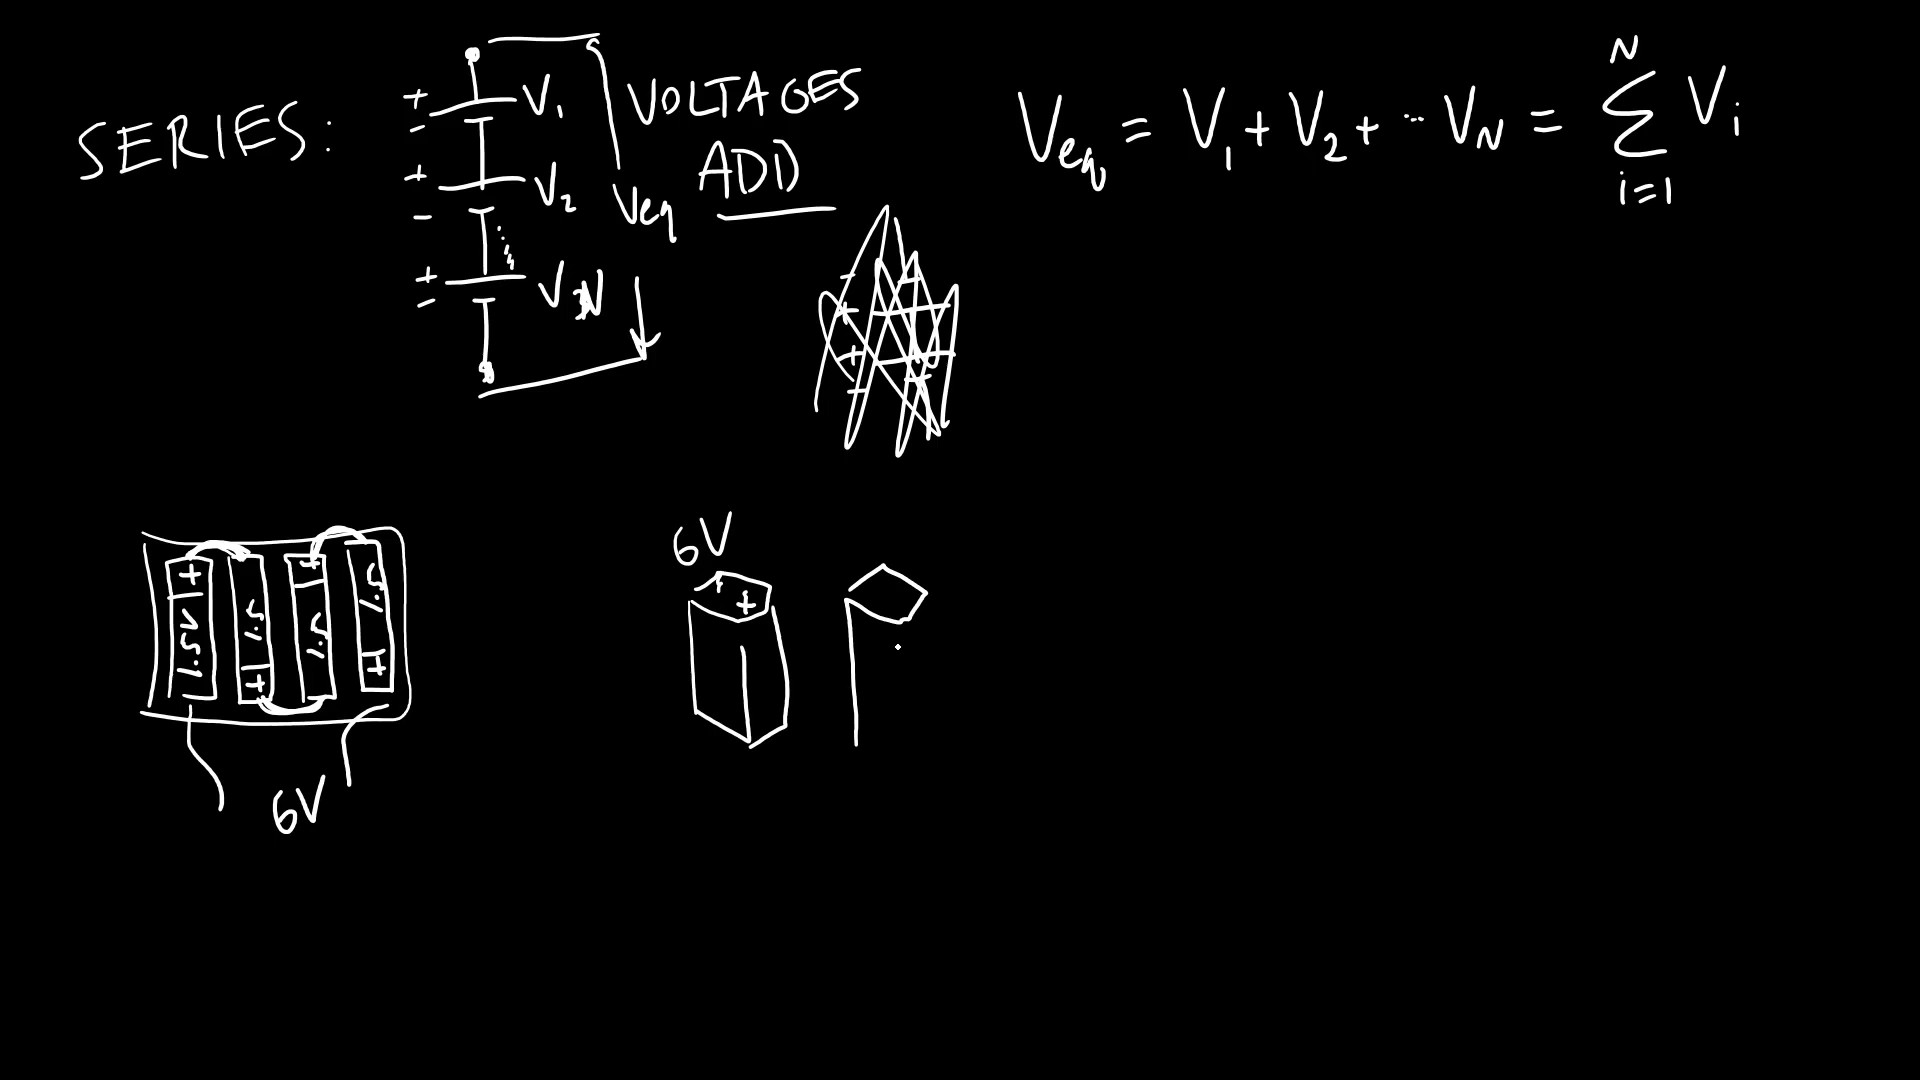 SERIES:
+ - V1
+ - V2
+ - VN
Veq
VOLTAGES
ADD
Veq = V1 + V2 + ... VN = N ∑ i=1 Vi
+ 1.5V
1.5 +
+ 1.5
1.5 +
6V
6V
+